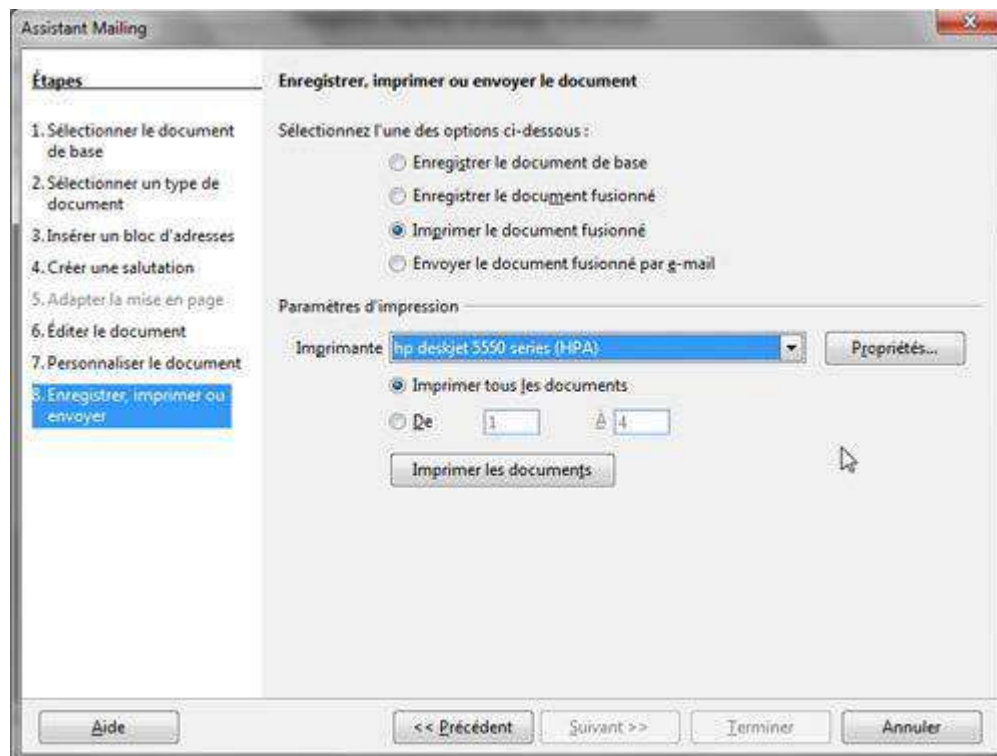 Assistant Mailing
Étapes
1. Sélectionner le document
de base
2. Sélectionner un type de
document
3. Insérer un bloc d'adresses
4. Créer une salutation
5. Adapter la mise en page
6. Éditer le document
7. Personnaliser le document
8. Enregistrer, imprimer ou
envoyer
Enregistrer, imprimer ou envoyer le document
Sélectionnez l'une des options ci-dessous :
Enregistrer le document de base
Enregistrer le document fusionné
Imprimer le document fusionné
Envoyer le document fusionné par e-mail
Paramètres d'impression
Imprimante hp deskjet 5550 series (HPA) Propriétés...
Imprimer tous les documents
De 1 À 4
Imprimer les documents
Aide << Précédent Suivant >> Terminer Annuler